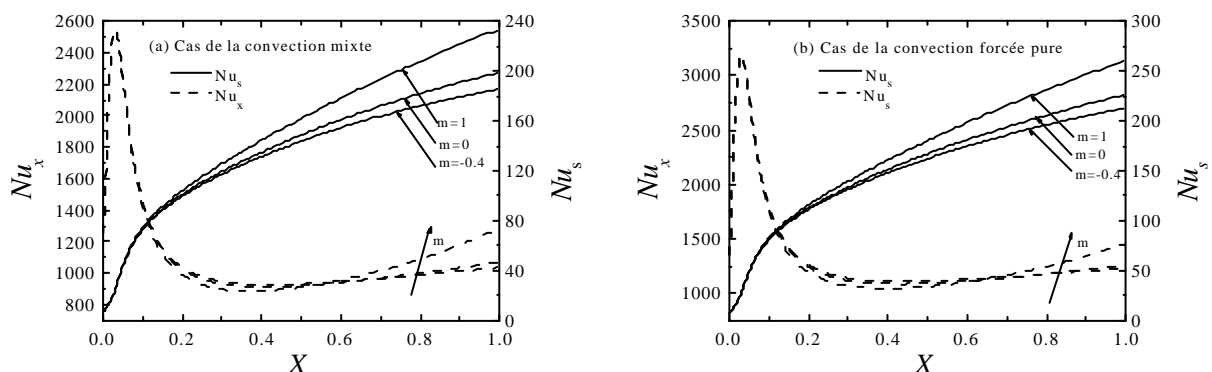 2600
2400
2200
2000
1800
1600
1400
1200
1000
800
Nu_x
240
200
160
120
80
40
0
Nu_s
(a) Cas de la convection mixte
Nu_s
Nu_x
m=1
m=0
m=-0.4
m
0.0 0.2 0.4 0.6 0.8 1.0
X
3500
3000
2500
2000
1500
1000
Nu_x
300
250
200
150
100
50
0
Nu_s
(b) Cas de la convection forcée pure
Nu_s
Nu_s
m=1
m=0
m=-0.4
m
0.0 0.2 0.4 0.6 0.8 1.0
X